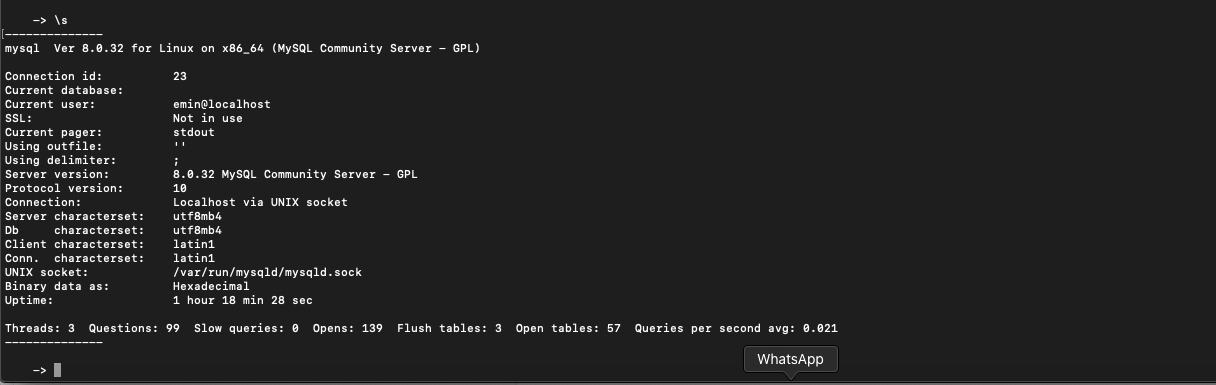 -> \s
--------------
mysql  Ver 8.0.32 for Linux on x86_64 (MySQL Community Server - GPL)
Connection id:          23
Current database:
Current user:           emin@localhost
SSL:                    Not in use
Current pager:          stdout
Using outfile:          ''
Using delimiter:        ;
Server version:         8.0.32 MySQL Community Server - GPL
Protocol version:       10
Connection:             Localhost via UNIX socket
Server characterset:    utf8mb4
Db     characterset:    utf8mb4
Client characterset:    latin1
Conn.  characterset:    latin1
UNIX socket:            /var/run/mysqld/mysqld.sock
Binary data as:         Hexadecimal
Uptime:                 1 hour 18 min 28 sec
Threads: 3  Questions: 99  Slow queries: 0  Opens: 139  Flush tables: 3  Open tables: 57  Queries per second avg: 0.021
--------------
->
WhatsApp